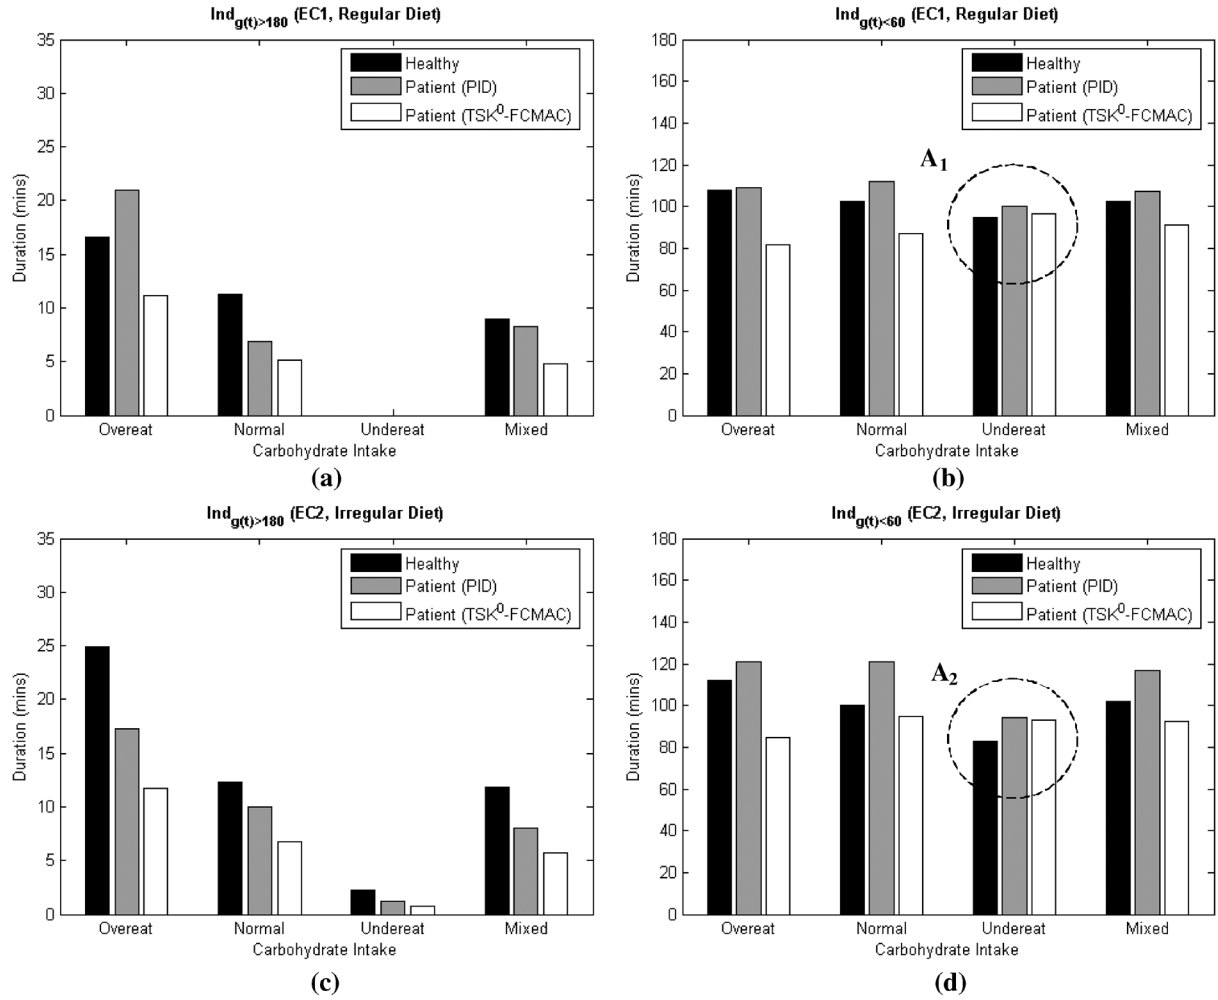 Ind g(t)>180 (EC1, Regular Diet)
35
30
25
20
15
10
5
0
Duration (mins)
Healthy
Patient (PID)
Patient (TSK⁰-FCMAC)
Overeat Normal Undereat Mixed
Carbohydrate Intake
(a)
Ind g(t)<60 (EC1, Regular Diet)
180
160
140
120
100
80
60
40
20
0
Duration (mins)
Healthy
Patient (PID)
Patient (TSK⁰-FCMAC)
A₁
Overeat Normal Undereat Mixed
Carbohydrate Intake
(b)
Ind g(t)>180 (EC2, Irregular Diet)
35
30
25
20
15
10
5
0
Duration (mins)
Healthy
Patient (PID)
Patient (TSK⁰-FCMAC)
Overeat Normal Undereat Mixed
Carbohydrate Intake
(c)
Ind g(t)<60 (EC2, Irregular Diet)
180
160
140
120
100
80
60
40
20
0
Duration (mins)
Healthy
Patient (PID)
Patient (TSK⁰-FCMAC)
A₂
Overeat Normal Undereat Mixed
Carbohydrate Intake
(d)